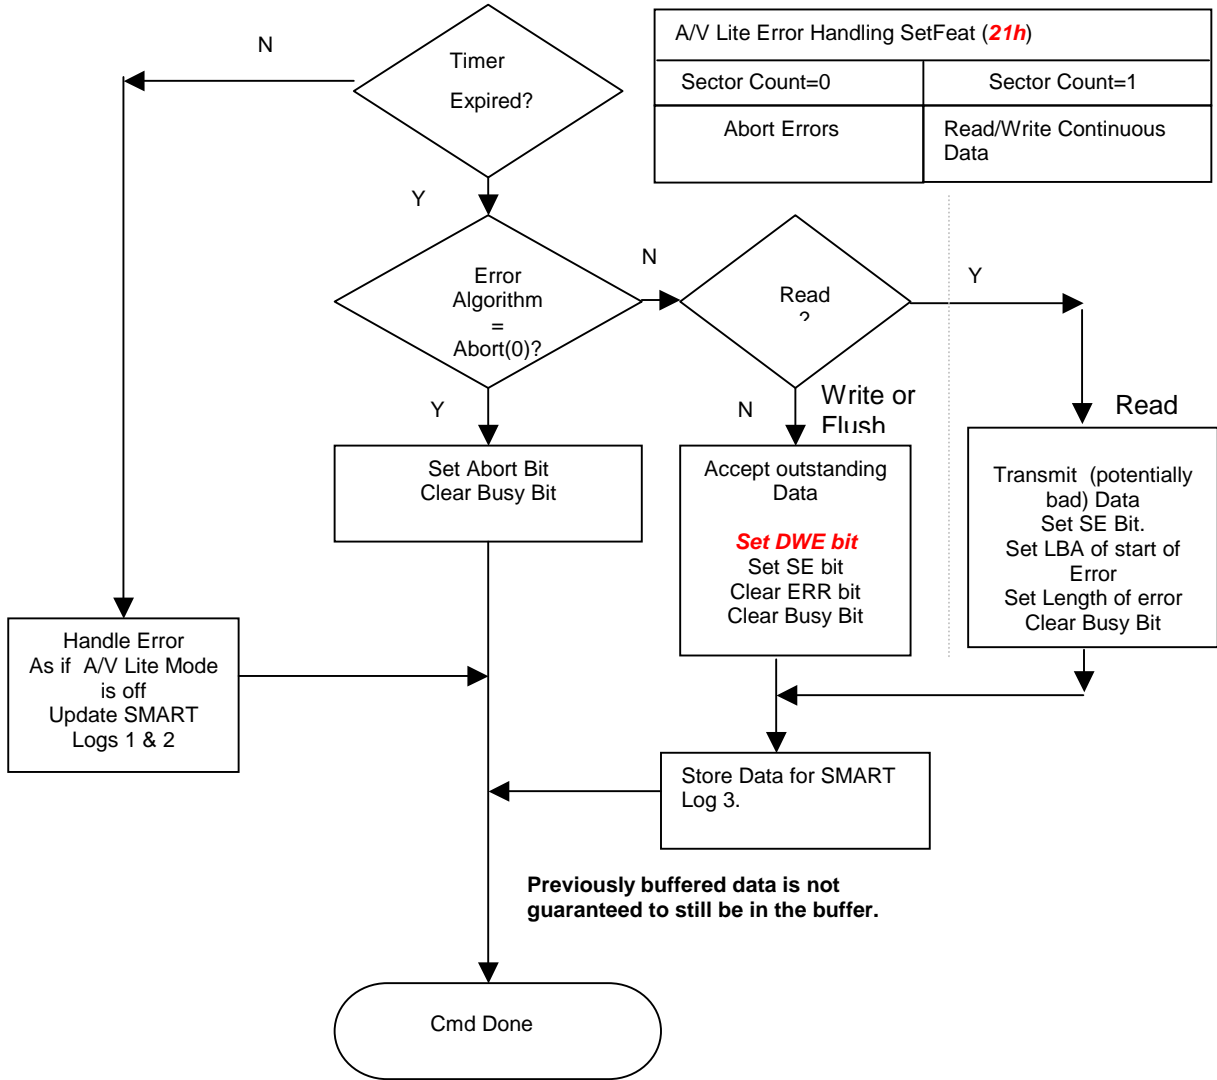 N
Timer
Expired?
A/V Lite Error Handling SetFeat (21h)
Sector Count=0
Sector Count=1
Abort Errors
Read/Write Continuous
Data
Y
Error
Algorithm
=
Abort(0)?
N
Read
?
Y
Y
N
Write or
Flush
Read
Set Abort Bit
Clear Busy Bit
Accept outstanding
Data
Set DWE bit
Set SE bit
Clear ERR bit
Clear Busy Bit
Transmit (potentially
bad) Data
Set SE Bit.
Set LBA of start of
Error
Set Length of error
Clear Busy Bit
Handle Error
As if A/V Lite Mode
is off
Update SMART
Logs 1 & 2
Store Data for SMART
Log 3.
Previously buffered data is not
guaranteed to still be in the buffer.
Cmd Done